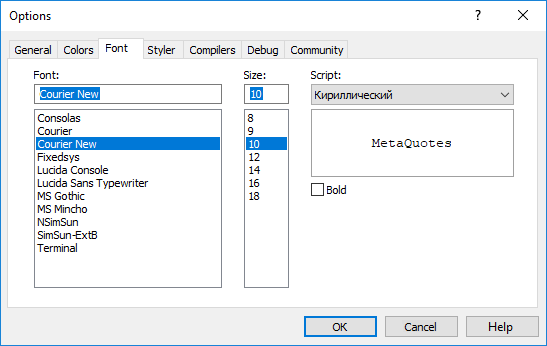 Options
General Colors Font Styler Compilers Debug Community
Font: Size: Script:
Courier New 10 Кириллический
Consolas 8
Courier 9
Courier New 10
Fixedsys 12
Lucida Console 14
Lucida Sans Typewriter 16
MS Gothic 18
MS Mincho
NSimSun
SimSun-ExtB
Terminal
MetaQuotes
Bold
OK Cancel Help